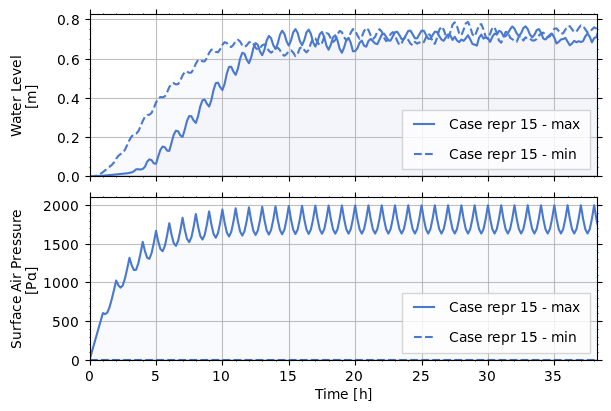 0.8
0.6
0.4
0.2
0.0
Water Level
[m]
Case repr 15 - max
Case repr 15 - min
2000
1500
1000
500
0
Surface Air Pressure
[Pa]
Case repr 15 - max
Case repr 15 - min
0 5 10 15 20 25 30 35
Time [h]